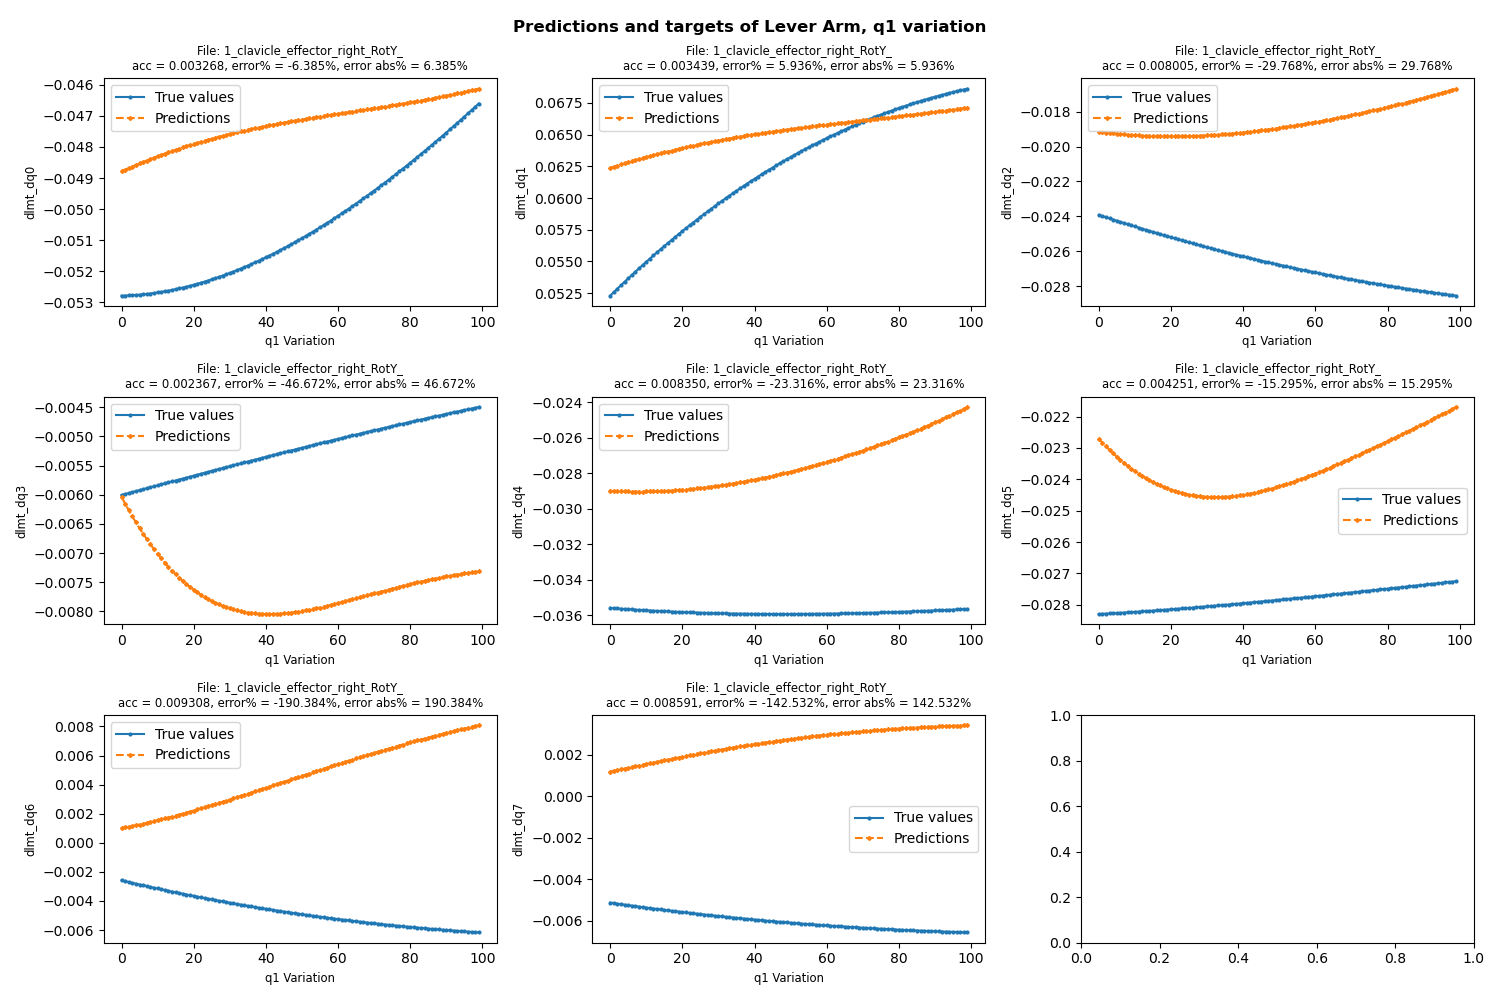 Predictions and targets of Lever Arm, q1 variation
File: 1_clavicle_effector_right_RotY_
acc = 0.003268, error% = -6.385%, error abs% = 6.385%
−0.046
−0.047
−0.048
−0.049
−0.050
−0.051
−0.052
−0.053
dlmt_dq0
True values
Predictions
0 20 40 60 80 100
q1 Variation
File: 1_clavicle_effector_right_RotY_
acc = 0.003439, error% = 5.936%, error abs% = 5.936%
0.0675
0.0650
0.0625
0.0600
0.0575
0.0550
0.0525
dlmt_dq1
True values
Predictions
0 20 40 60 80 100
q1 Variation
File: 1_clavicle_effector_right_RotY_
acc = 0.008005, error% = -29.768%, error abs% = 29.768%
−0.018
−0.020
−0.022
−0.024
−0.026
−0.028
dlmt_dq2
True values
Predictions
0 20 40 60 80 100
q1 Variation
File: 1_clavicle_effector_right_RotY_
acc = 0.002367, error% = -46.672%, error abs% = 46.672%
−0.0045
−0.0050
−0.0055
−0.0060
−0.0065
−0.0070
−0.0075
−0.0080
dlmt_dq3
True values
Predictions
0 20 40 60 80 100
q1 Variation
File: 1_clavicle_effector_right_RotY_
acc = 0.008350, error% = -23.316%, error abs% = 23.316%
−0.024
−0.026
−0.028
−0.030
−0.032
−0.034
−0.036
dlmt_dq4
True values
Predictions
0 20 40 60 80 100
q1 Variation
File: 1_clavicle_effector_right_RotY_
acc = 0.004251, error% = -15.295%, error abs% = 15.295%
−0.022
−0.023
−0.024
−0.025
−0.026
−0.027
−0.028
dlmt_dq5
True values
Predictions
0 20 40 60 80 100
q1 Variation
File: 1_clavicle_effector_right_RotY_
acc = 0.009308, error% = -190.384%, error abs% = 190.384%
0.008
0.006
0.004
0.002
0.000
−0.002
−0.004
−0.006
dlmt_dq6
True values
Predictions
0 20 40 60 80 100
q1 Variation
File: 1_clavicle_effector_right_RotY_
acc = 0.008591, error% = -142.532%, error abs% = 142.532%
0.002
0.000
−0.002
−0.004
−0.006
dlmt_dq7
True values
Predictions
0 20 40 60 80 100
q1 Variation
1.0
0.8
0.6
0.4
0.2
0.0
0.0 0.2 0.4 0.6 0.8 1.0